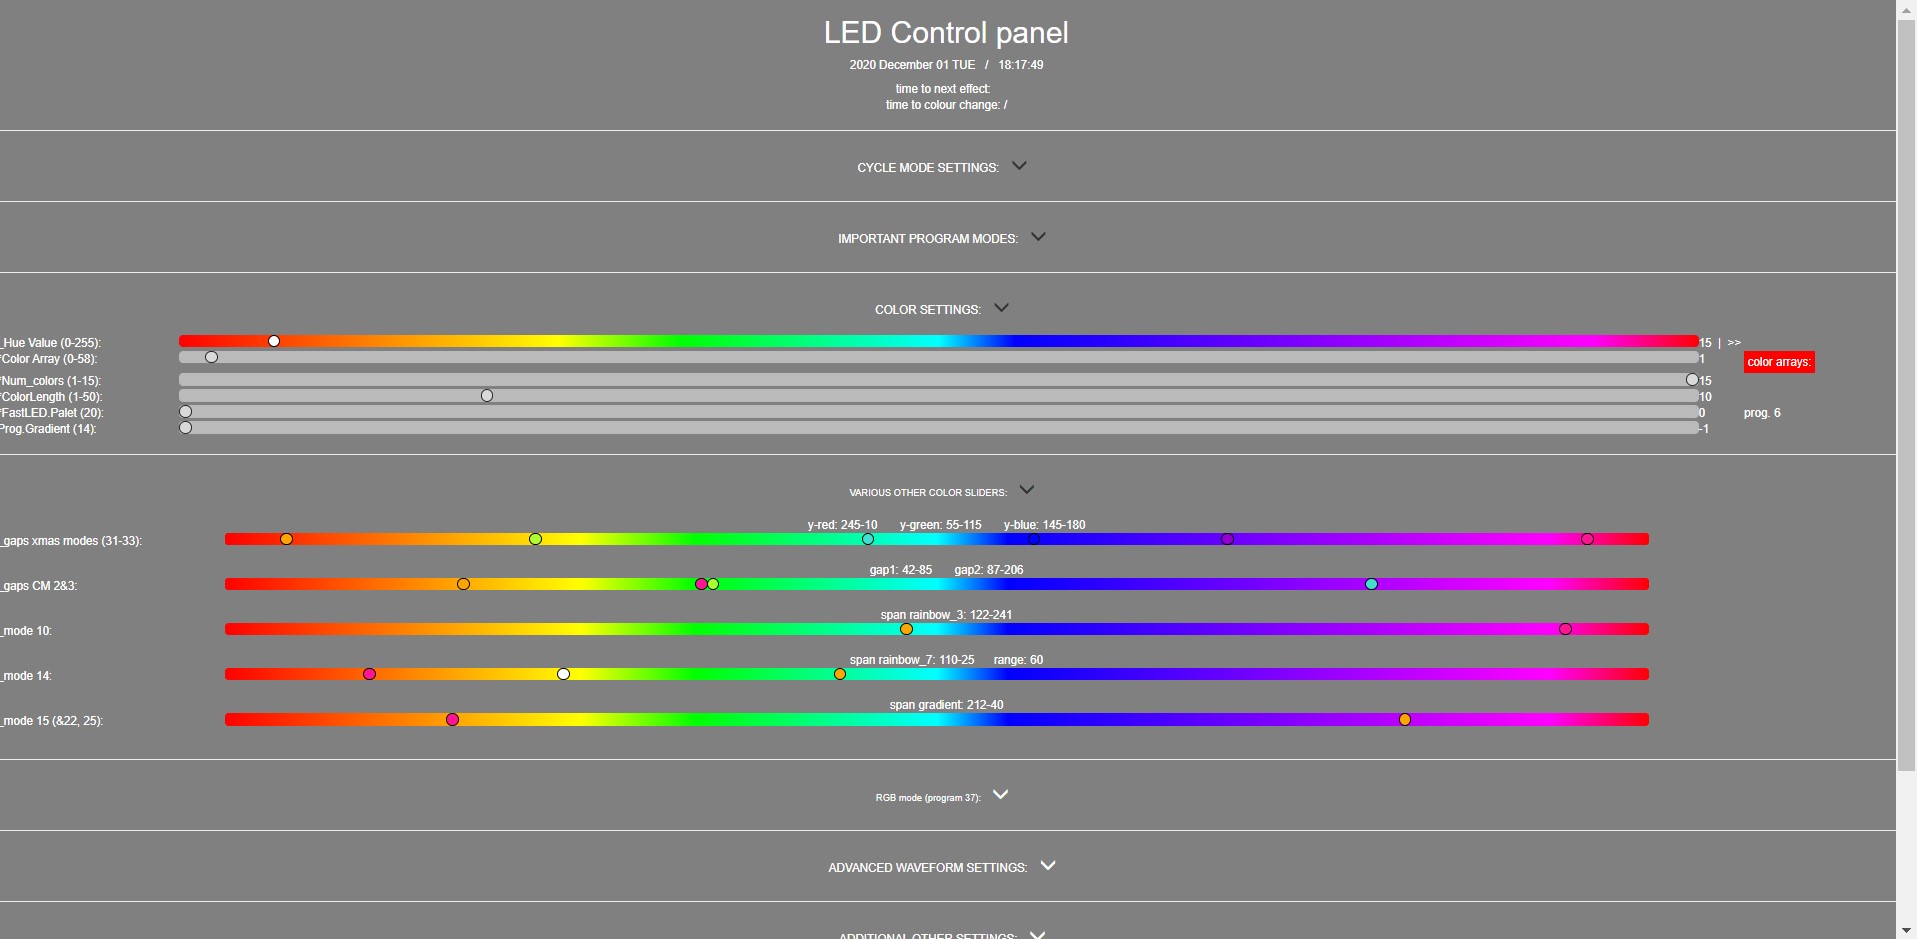 LED Control panel
2020 December 01 TUE / 18:17:49
time to next effect:
time to colour change: /
CYCLE MODE SETTINGS:
IMPORTANT PROGRAM MODES:
COLOR SETTINGS:
_Hue Value (0-255): 15 | >>
*Color Array (0-58): 1 color arrays:
*Num_colors (1-15): 15
*ColorLength (1-50): 10
*FastLED.Palet (20): 0 prog. 6
Prog.Gradient (14): -1
VARIOUS OTHER COLOR SLIDERS:
y-red: 245-10 y-green: 55-115 y-blue: 145-180
_gaps xmas modes (31-33):
gap1: 42-85 gap2: 87-206
_gaps CM 2&3:
span rainbow_3: 122-241
_mode 10:
span rainbow_7: 110-25 range: 60
_mode 14:
span gradient: 212-40
_mode 15 (&22, 25):
RGB mode (program 37):
ADVANCED WAVEFORM SETTINGS:
ADDITIONAL OTHER SETTINGS: